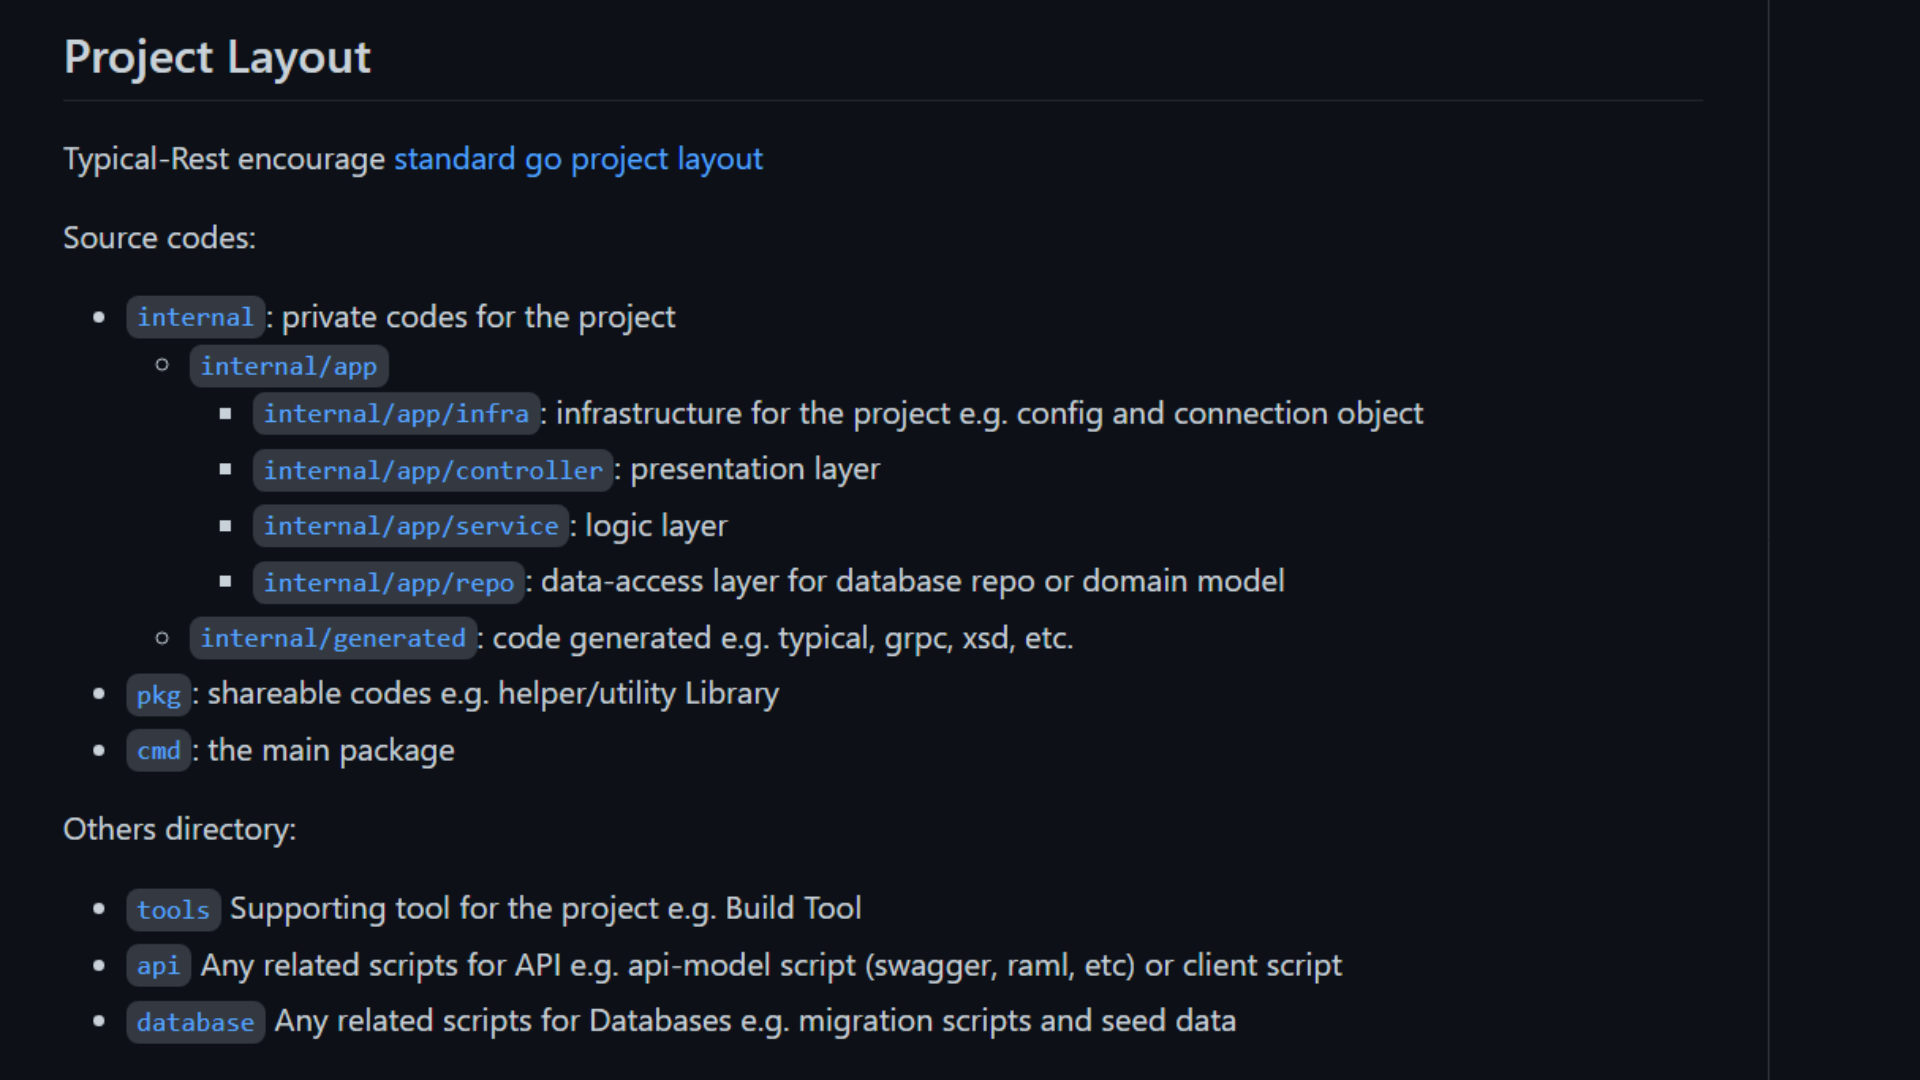 Project Layout
Typical-Rest encourage standard go project layout
Source codes:
internal : private codes for the project
internal/app
internal/app/infra : infrastructure for the project e.g. config and connection object
internal/app/controller : presentation layer
internal/app/service : logic layer
internal/app/repo : data-access layer for database repo or domain model
internal/generated : code generated e.g. typical, grpc, xsd, etc.
pkg : shareable codes e.g. helper/utility Library
cmd : the main package
Others directory:
tools Supporting tool for the project e.g. Build Tool
api Any related scripts for API e.g. api-model script (swagger, raml, etc) or client script
database Any related scripts for Databases e.g. migration scripts and seed data